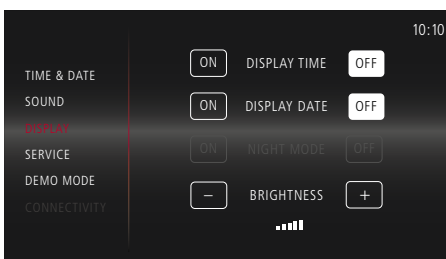 10:10
TIME & DATE
SOUND
DISPLAY
SERVICE
DEMO MODE
CONNECTIVITY
ON DISPLAY TIME OFF
ON DISPLAY DATE OFF
ON NIGHT MODE OFF
– BRIGHTNESS +